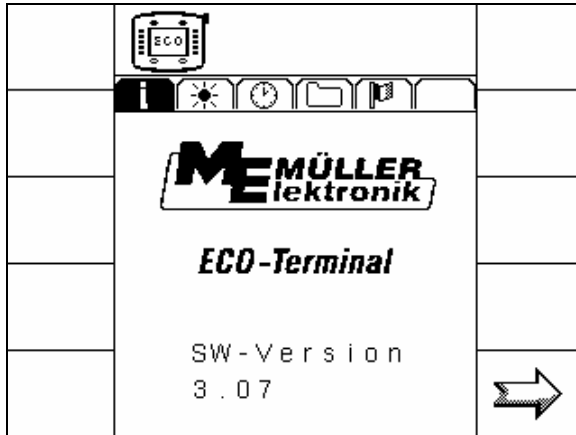 ECO
i
MÜLLER
Elektronik
ECO-Terminal
SW-Version
3.07